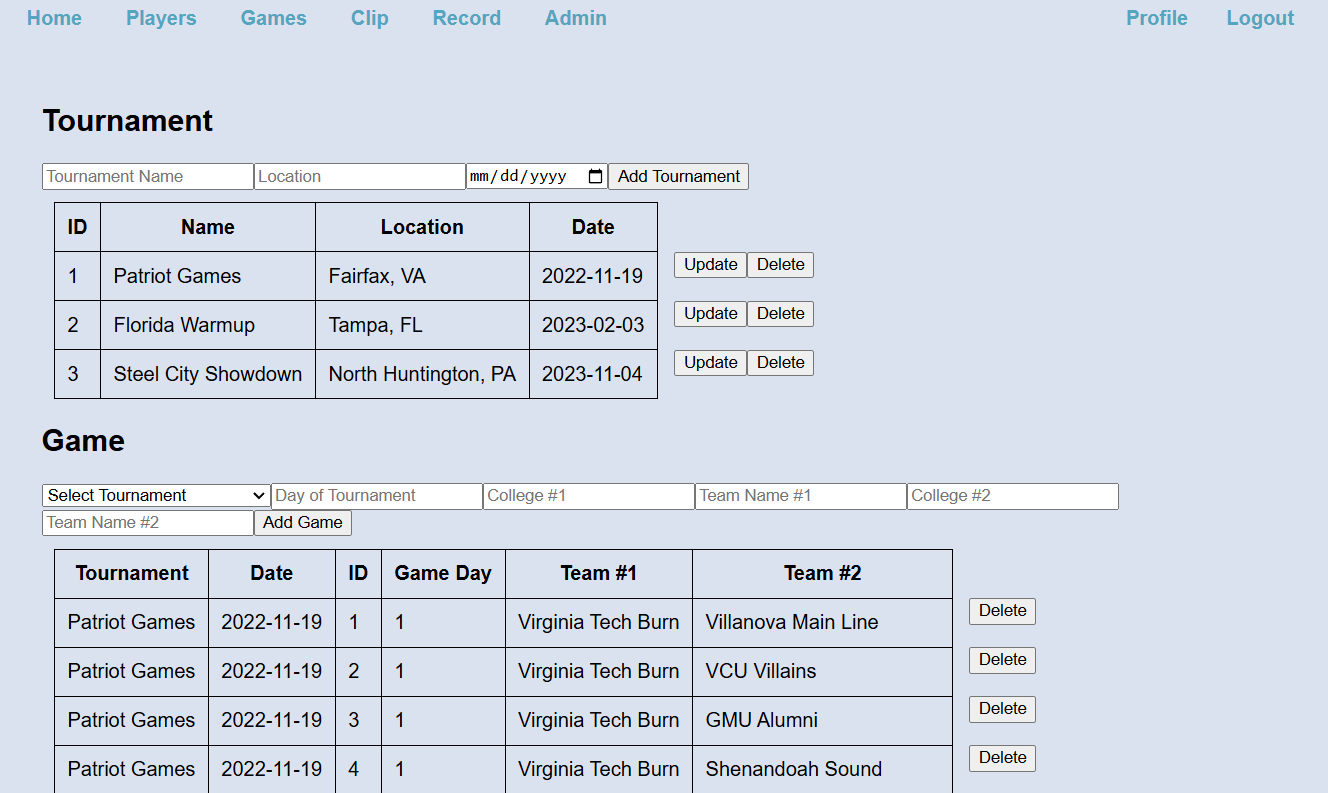 Home Players Games Clip Record Admin Profile Logout
Tournament
Tournament Name Location mm/dd/yyyy Add Tournament
ID Name Location Date
1 Patriot Games Fairfax, VA 2022-11-19 Update Delete
2 Florida Warmup Tampa, FL 2023-02-03 Update Delete
3 Steel City Showdown North Huntington, PA 2023-11-04 Update Delete
Game
Select Tournament Day of Tournament College #1 Team Name #1 College #2
Team Name #2 Add Game
Tournament Date ID Game Day Team #1 Team #2
Patriot Games 2022-11-19 1 1 Virginia Tech Burn Villanova Main Line Delete
Patriot Games 2022-11-19 2 1 Virginia Tech Burn VCU Villains Delete
Patriot Games 2022-11-19 3 1 Virginia Tech Burn GMU Alumni Delete
Patriot Games 2022-11-19 4 1 Virginia Tech Burn Shenandoah Sound Delete